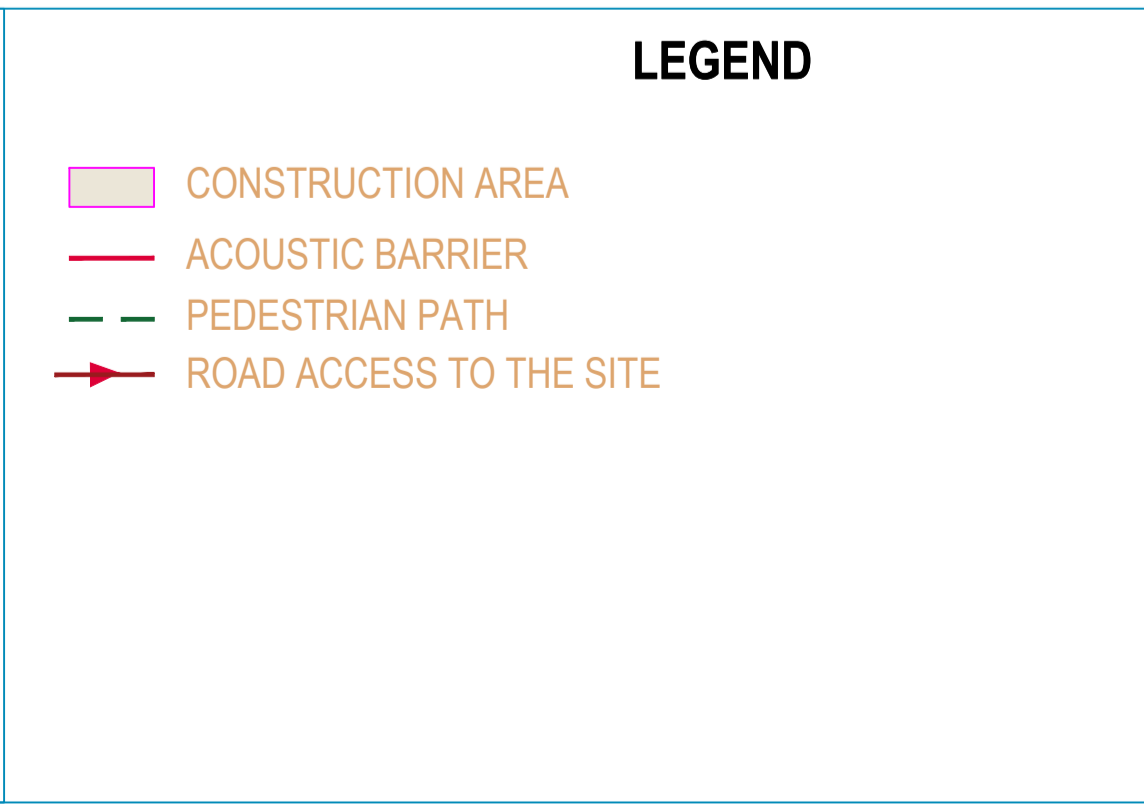 LEGEND
CONSTRUCTION AREA
ACOUSTIC BARRIER
PEDESTRIAN PATH
ROAD ACCESS TO THE SITE